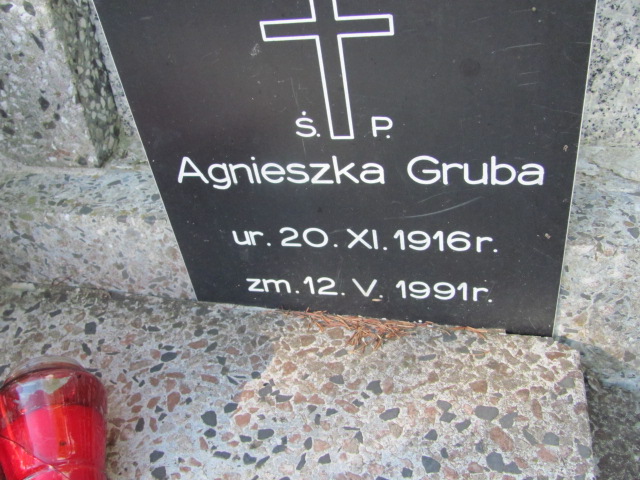 Ś. P.
Agnieszka Gruba
ur. 20. XI. 1916 r.
zm. 12. V. 1991 r.